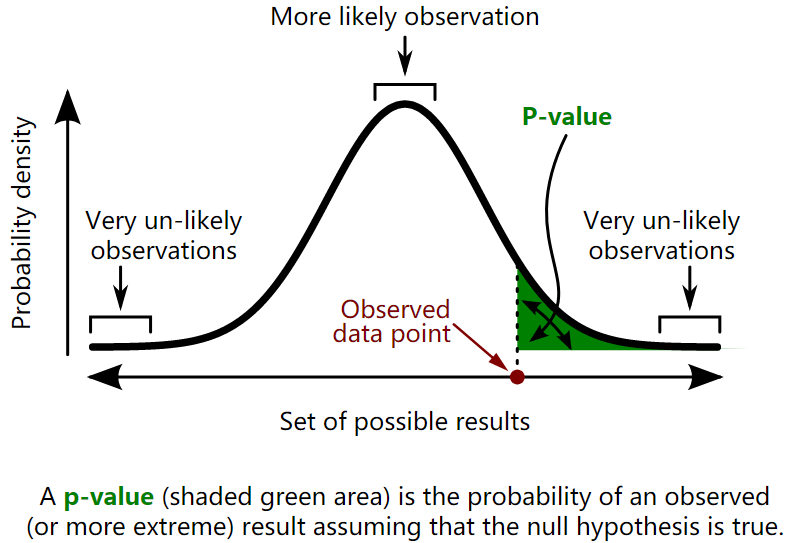 More likely observation
P-value
Probability density
Very un-likely
observations
Very un-likely
observations
Observed
data point
Set of possible results
A p-value (shaded green area) is the probability of an observed
(or more extreme) result assuming that the null hypothesis is true.